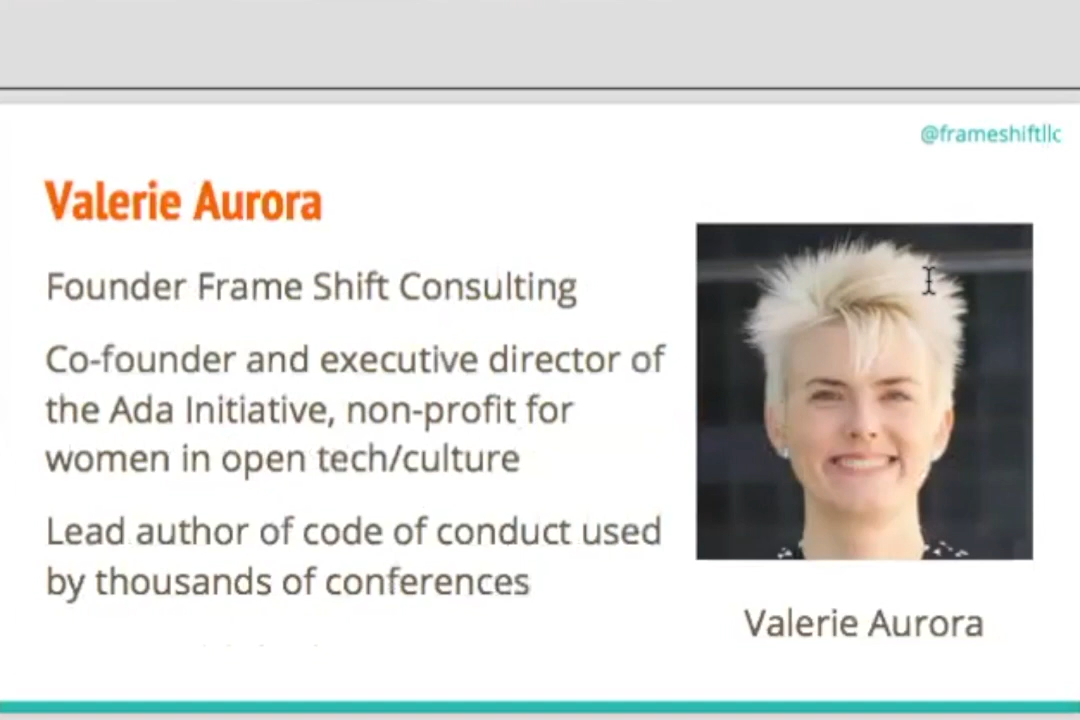 @frameshiftllc
Valerie Aurora
Founder Frame Shift Consulting
Co-founder and executive director of
the Ada Initiative, non-profit for
women in open tech/culture
Lead author of code of conduct used
by thousands of conferences
Valerie Aurora